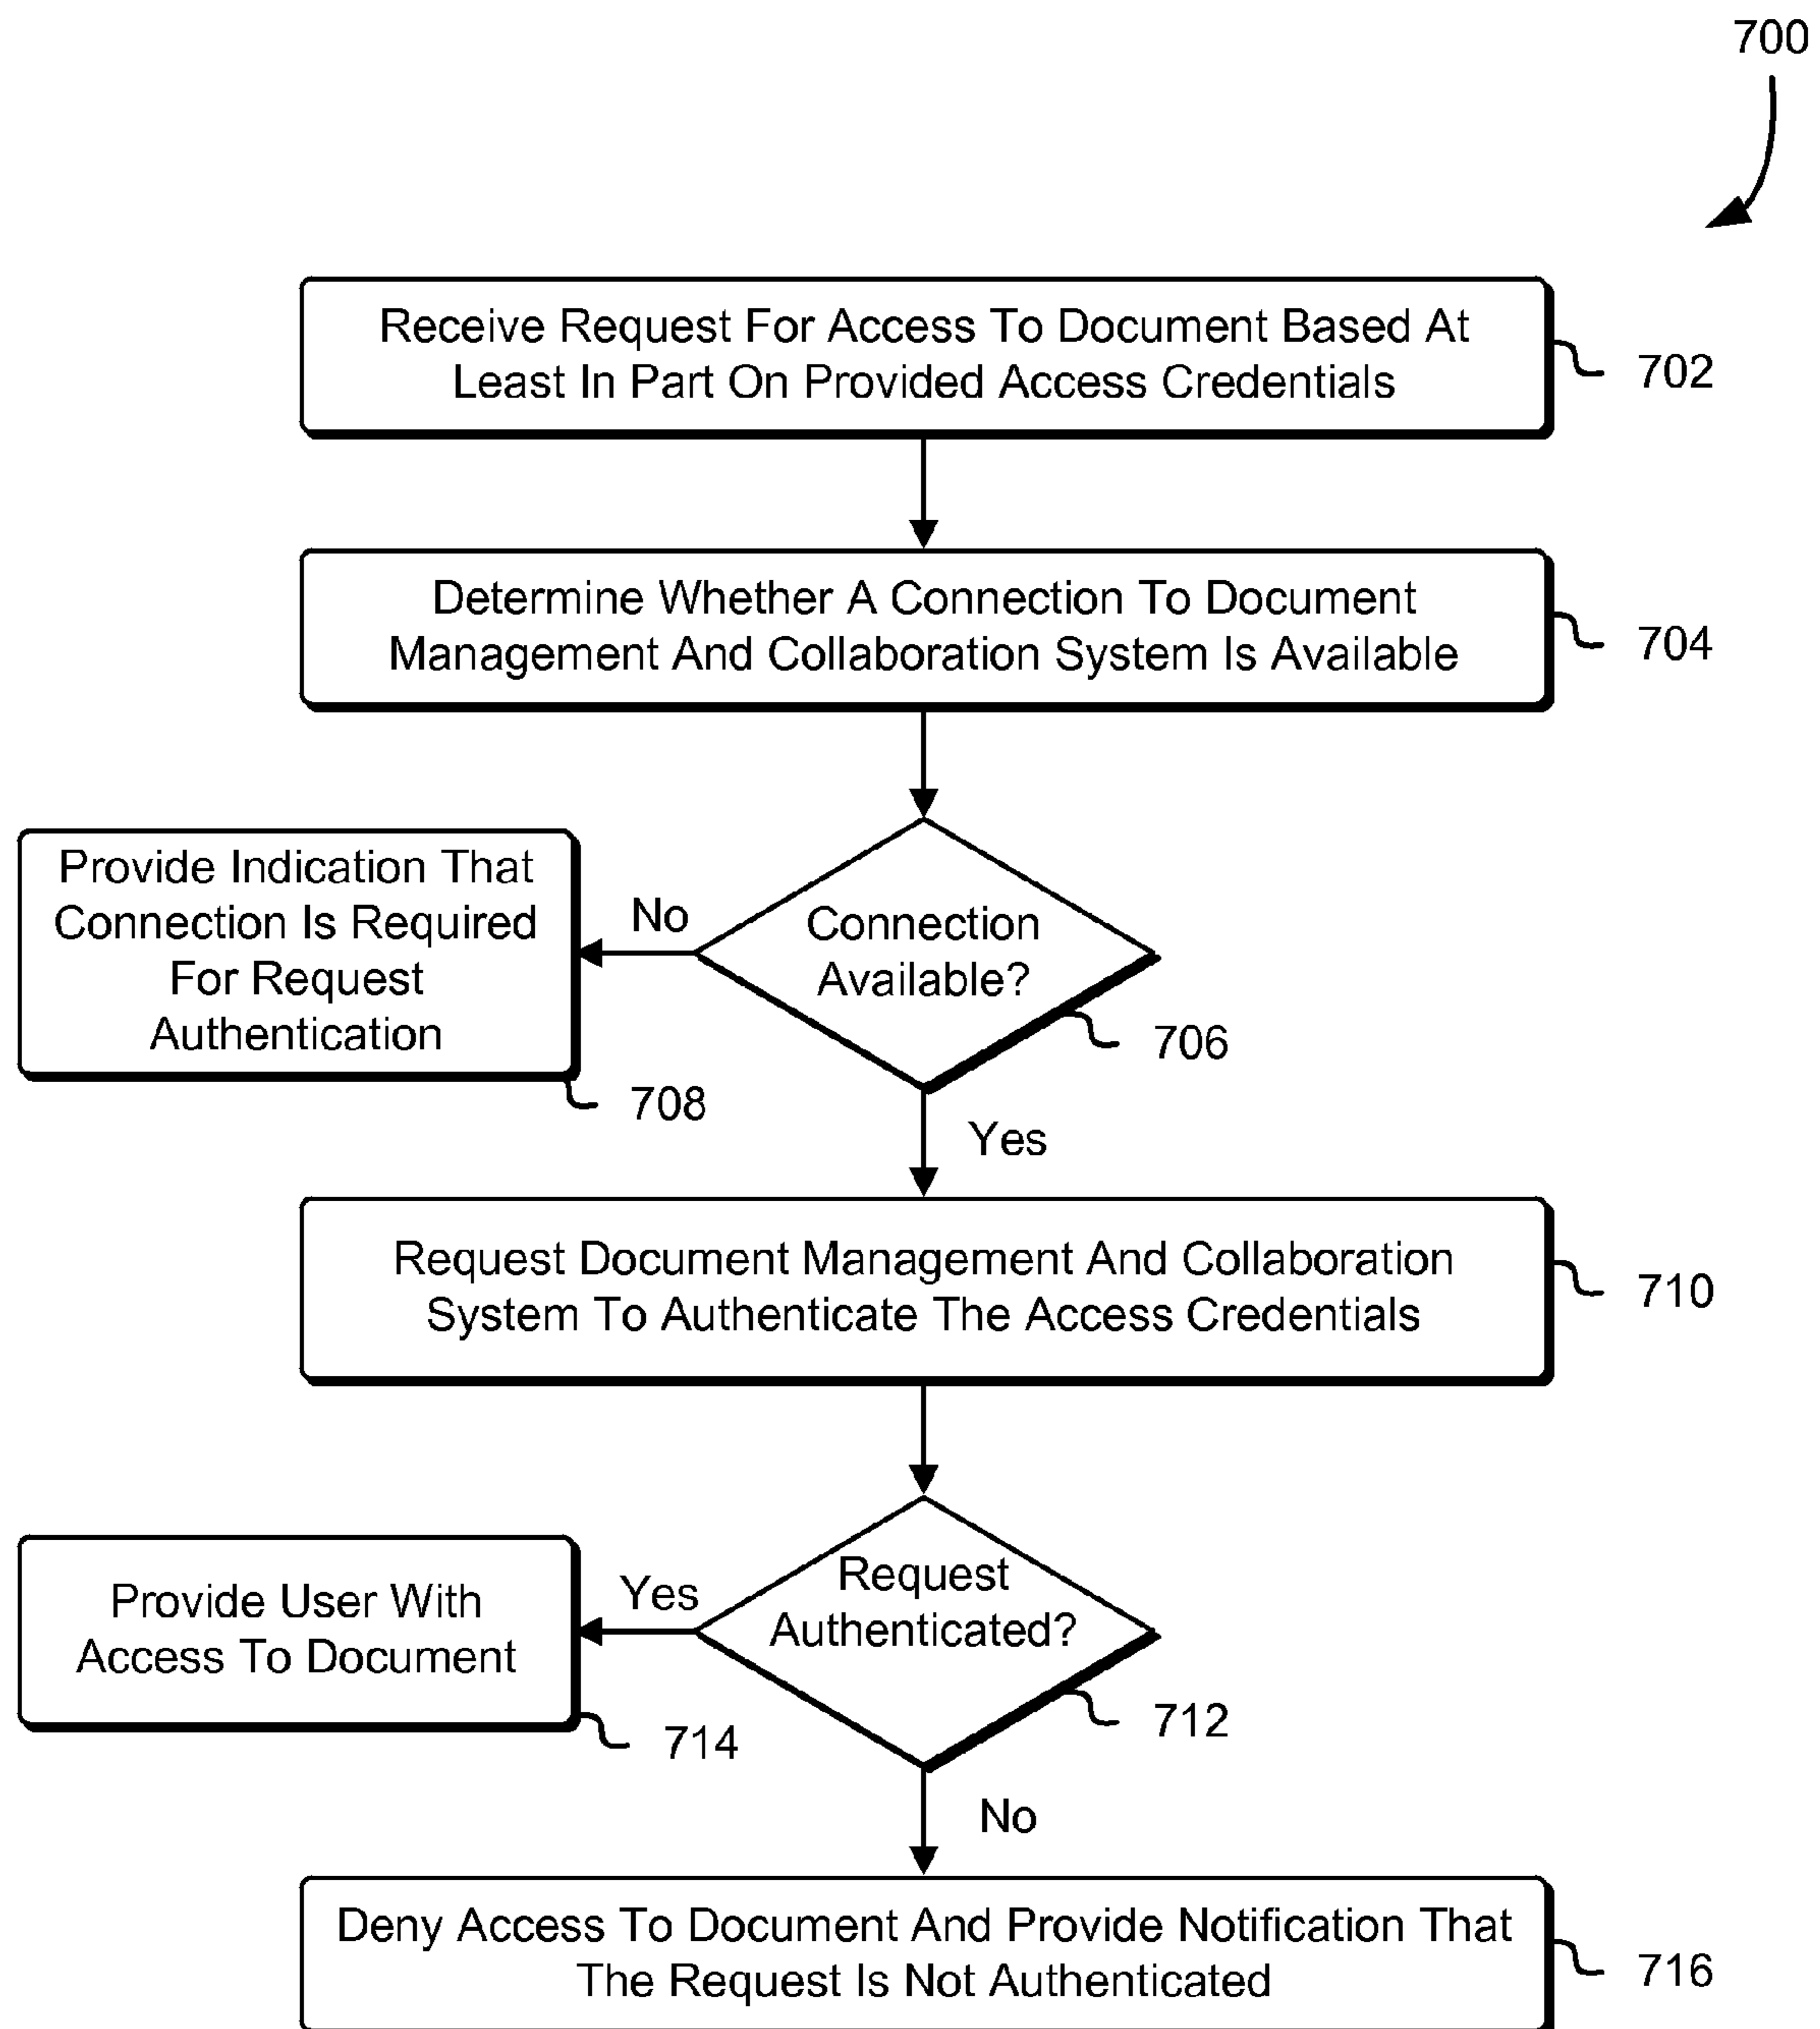 700
Receive Request For Access To Document Based At
Least In Part On Provided Access Credentials
702
Determine Whether A Connection To Document
Management And Collaboration System Is Available
704
Connection
Available?
706
No
Provide Indication That
Connection Is Required
For Request
Authentication
708
Yes
Request Document Management And Collaboration
System To Authenticate The Access Credentials
710
Request
Authenticated?
712
Yes
Provide User With
Access To Document
714
No
Deny Access To Document And Provide Notification That
The Request Is Not Authenticated
716